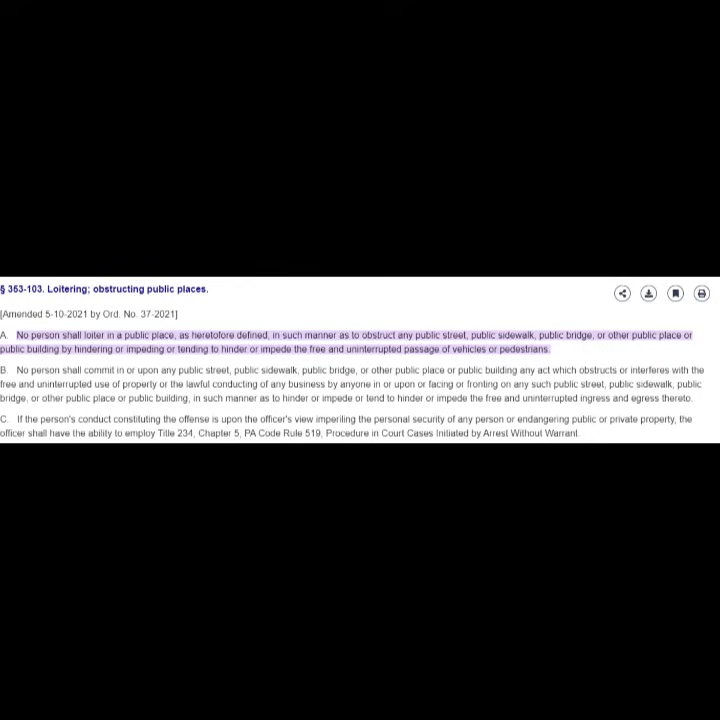 § 353-103. Loitering; obstructing public places.
[Amended 5-10-2021 by Ord. No. 37-2021]
A. No person shall loiter in a public place, as heretofore defined, in such manner as to obstruct any public street, public sidewalk, public bridge, or other public place or
public building by hindering or impeding or tending to hinder or impede the free and uninterrupted passage of vehicles or pedestrians.
B. No person shall commit in or upon any public street, public sidewalk, public bridge, or other public place or public building any act which obstructs or interferes with the
free and uninterrupted use of property or the lawful conducting of any business by anyone in or upon or facing or fronting on any such public street, public sidewalk, public
bridge, or other public place or public building, in such manner as to hinder or impede or tend to hinder or impede the free and uninterrupted ingress and egress thereto.
C. If the person's conduct constituting the offense is upon the officer's view imperiling the personal security of any person or endangering public or private property, the
officer shall have the ability to employ Title 234, Chapter 5, PA Code Rule 519, Procedure in Court Cases Initiated by Arrest Without Warrant.